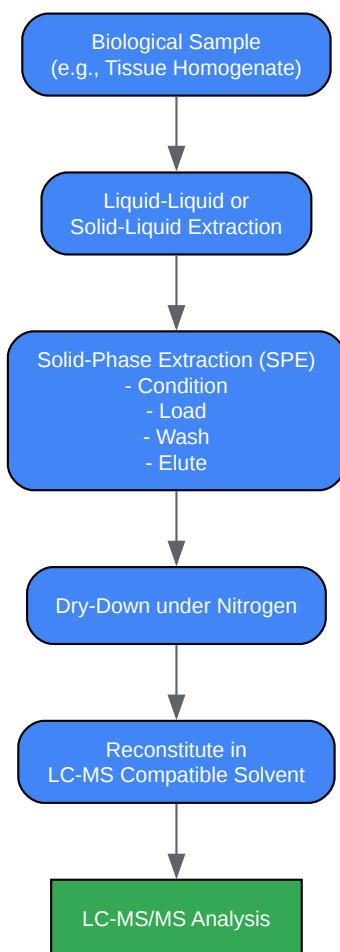 Biological Sample
(e.g., Tissue Homogenate)
Liquid-Liquid or
Solid-Liquid Extraction
Solid-Phase Extraction (SPE)
- Condition
- Load
- Wash
- Elute
Dry-Down under Nitrogen
Reconstitute in
LC-MS Compatible Solvent
LC-MS/MS Analysis